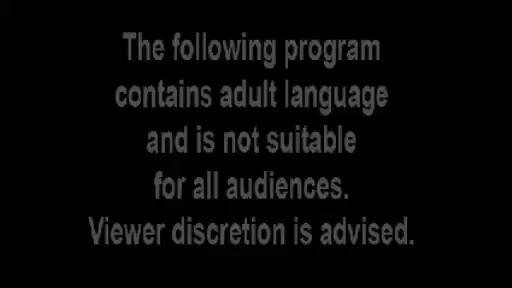 The following program
contains adult language
and is not suitable
for all audiences.
Viewer discretion is advised.